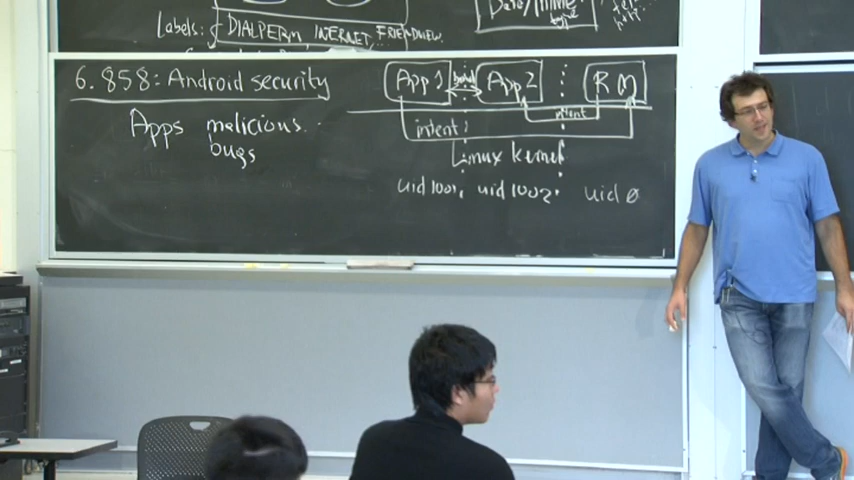 Labels: { DIALPERM, INTERNET, FRIENDVIEW
6.858: Android security
Apps malicious
bugs
App 1
App 2
RM
intent
intent
Linux kernel
uid 1001
uid 1002
uid 0